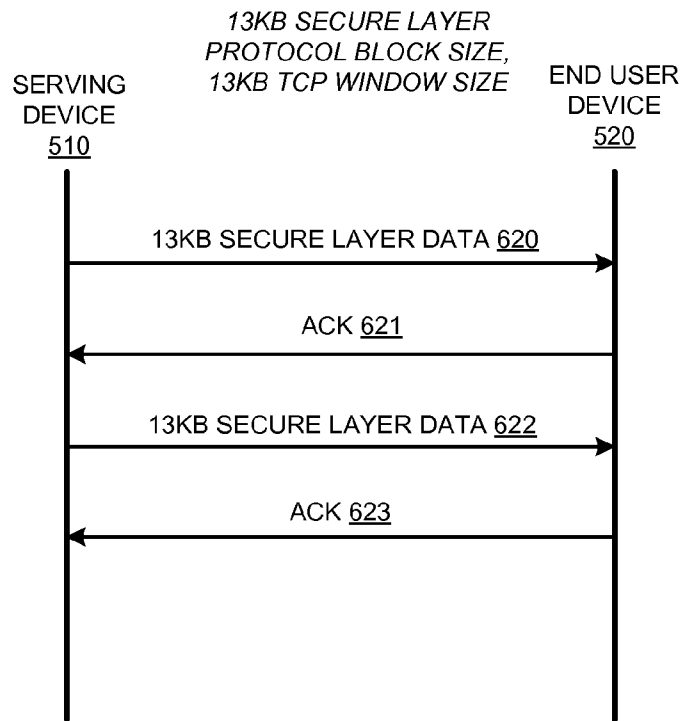 13KB SECURE LAYER
PROTOCOL BLOCK SIZE,
13KB TCP WINDOW SIZE
SERVING
DEVICE
510
END USER
DEVICE
520
13KB SECURE LAYER DATA 620
ACK 621
13KB SECURE LAYER DATA 622
ACK 623